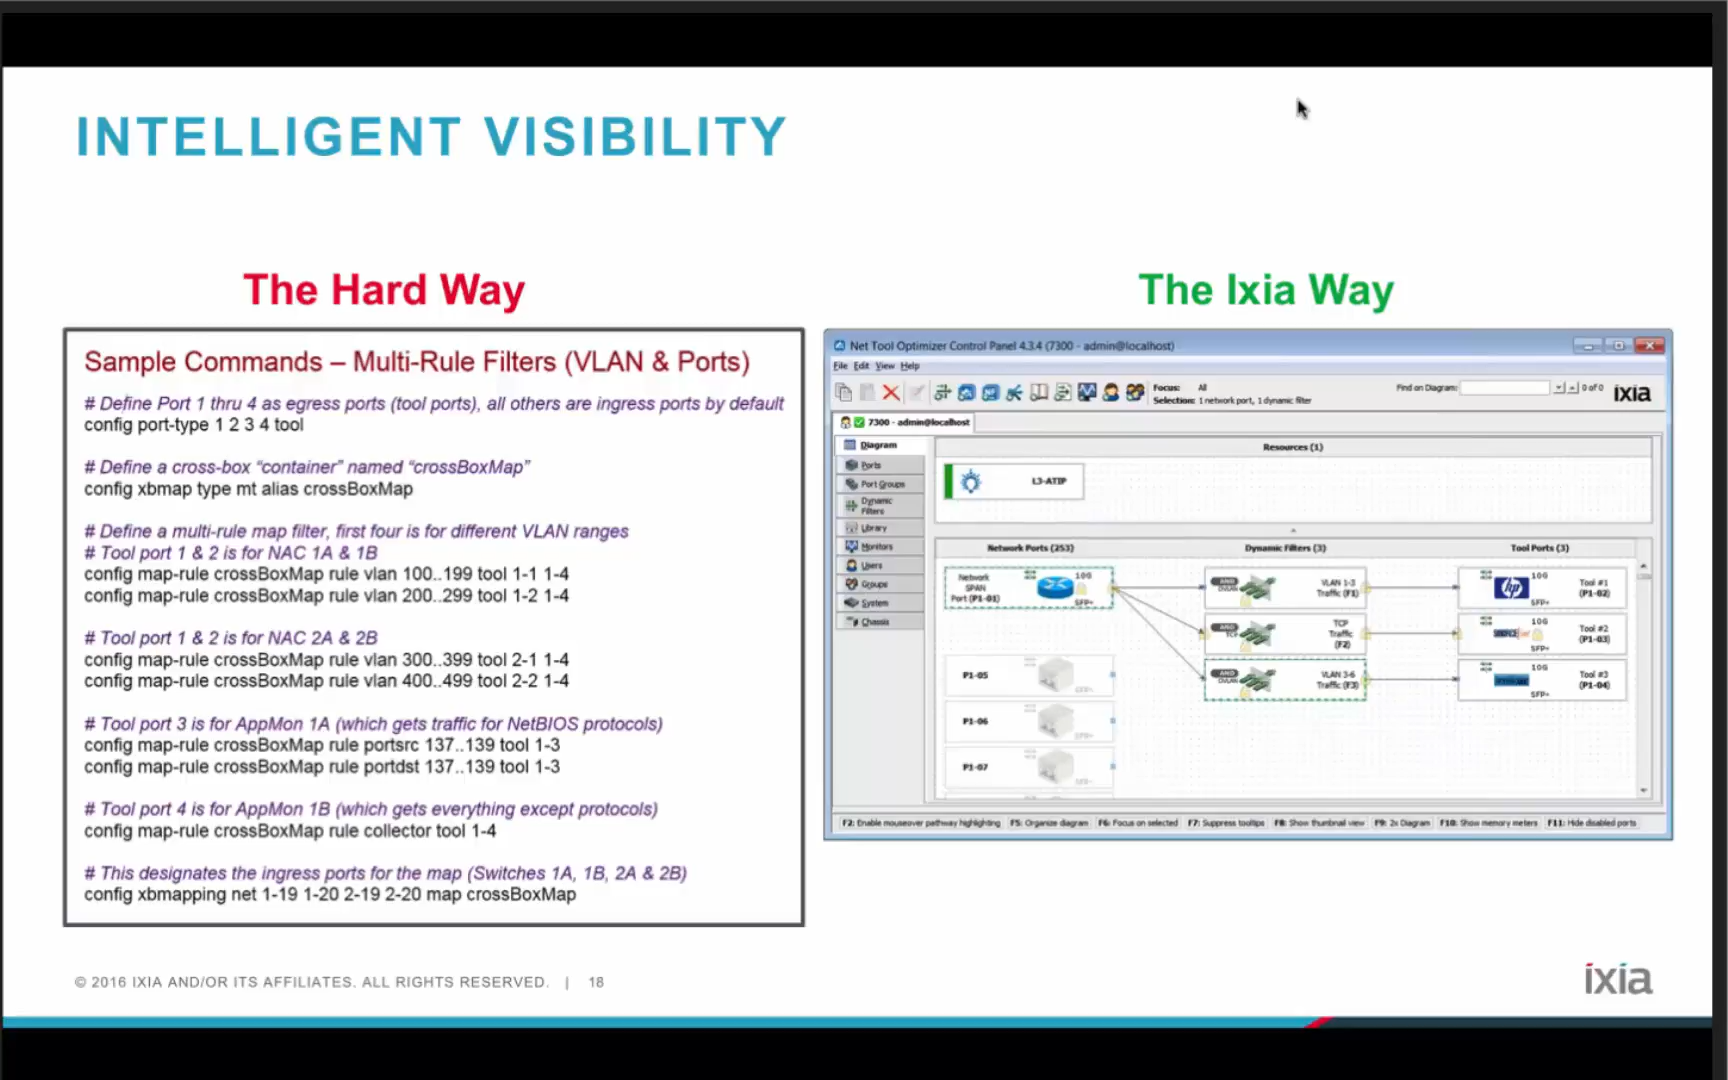 INTELLIGENT VISIBILITY
The Hard Way
Sample Commands – Multi-Rule Filters (VLAN & Ports)
# Define Port 1 thru 4 as egress ports (tool ports), all others are ingress ports by default
config port-type 1 2 3 4 tool
# Define a cross-box “container” named “crossBoxMap”
config xbmap type mt alias crossBoxMap
# Define a multi-rule map filter, first four is for different VLAN ranges
# Tool port 1 & 2 is for NAC 1A & 1B
config map-rule crossBoxMap rule vlan 100..199 tool 1-1 1-4
config map-rule crossBoxMap rule vlan 200..299 tool 1-2 1-4
# Tool port 1 & 2 is for NAC 2A & 2B
config map-rule crossBoxMap rule vlan 300..399 tool 2-1 1-4
config map-rule crossBoxMap rule vlan 400..499 tool 2-2 1-4
# Tool port 3 is for AppMon 1A (which gets traffic for NetBIOS protocols)
config map-rule crossBoxMap rule portsrc 137..139 tool 1-3
config map-rule crossBoxMap rule portdst 137..139 tool 1-3
# Tool port 4 is for AppMon 1B (which gets everything except protocols)
config map-rule crossBoxMap rule collector tool 1-4
# This designates the ingress ports for the map (Switches 1A, 1B, 2A & 2B)
config xbmapping net 1-19 1-20 2-19 2-20 map crossBoxMap
The Ixia Way
Net Tool Optimizer Control Panel 4.3.4 (7300 - admin@localhost)
File Edit View Help
Focus: All
Selection: 1 network port, 1 dynamic filter
Find on Diagram:
0 of 0
ixia
7300 - admin@localhost
Diagram
Ports
Port Groups
Dynamic
Filters
Library
Monitors
Users
Groups
System
Chassis
Resources (1)
L3-ATIP
Network Ports (253)
Dynamic Filters (3)
Tool Ports (3)
Network
SPAN
Port (P1-01)
10G
SFP+
P1-05
SFP+
P1-06
SFP+
P1-07
SFP+
AND
VLAN 1-3
Traffic (F1)
AND
TCP
TCP
Traffic
(F2)
AND
VLAN 3-6
Traffic (F3)
hp
10G
SFP+
Tool #1
(P1-02)
10G
SFP+
Tool #2
(P1-03)
10G
SFP+
Tool #3
(P1-04)
F2: Enable mouseover pathway highlighting F5: Organize diagram F6: Focus on selected F7: Suppress tooltips F8: Show thumbnail view F9: 2x Diagram F10: Show memory meters F11: Hide disabled ports
© 2016 IXIA AND/OR ITS AFFILIATES. ALL RIGHTS RESERVED. | 18
ixia